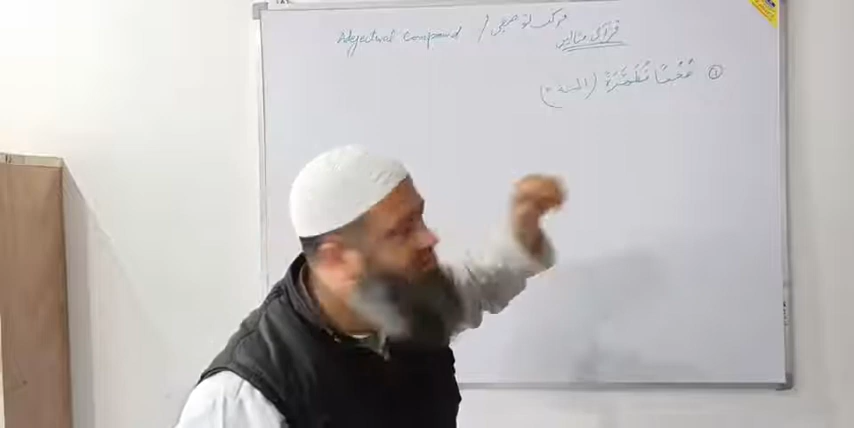 Adjectival Compound / مرکب توصیفی
قرآنی مثالیں
① صُحُفًا مُّطَهَّرَةً